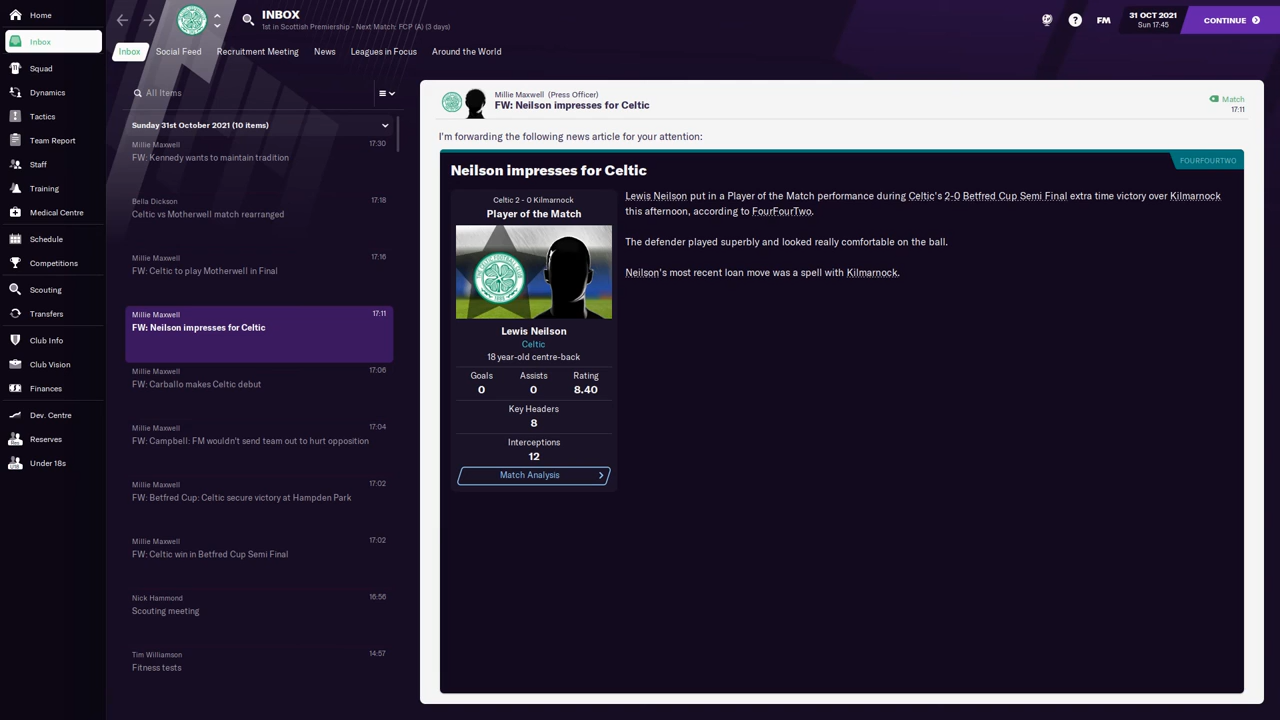 Home
Inbox
Squad
Dynamics
Tactics
Team Report
Staff
Training
Medical Centre
Schedule
Competitions
Scouting
Transfers
Club Info
Club Vision
Finances
Dev. Centre
Reserves
Under 18s
INBOX
1st in Scottish Premiership - Next Match: FCP (A) (3 days)
FM
31 OCT 2021
Sun 17:45
CONTINUE
Inbox
Social Feed
Recruitment Meeting
News
Leagues in Focus
Around the World
All Items
Sunday 31st October 2021 (10 items)
Millie Maxwell 17:30
FW: Kennedy wants to maintain tradition
Bella Dickson 17:18
Celtic vs Motherwell match rearranged
Millie Maxwell 17:16
FW: Celtic to play Motherwell in Final
Millie Maxwell 17:11
FW: Neilson impresses for Celtic
Millie Maxwell 17:06
FW: Carballo makes Celtic debut
Millie Maxwell 17:04
FW: Campbell: FM wouldn't send team out to hurt opposition
Millie Maxwell 17:02
FW: Betfred Cup: Celtic secure victory at Hampden Park
Millie Maxwell 17:02
FW: Celtic win in Betfred Cup Semi Final
Nick Hammond 16:56
Scouting meeting
Tim Williamson 14:57
Fitness tests
Millie Maxwell (Press Officer)
FW: Neilson impresses for Celtic
Match
17:11
I'm forwarding the following news article for your attention:
Neilson impresses for Celtic
FOURFOURTWO
Celtic 2 - 0 Kilmarnock
Player of the Match
Lewis Neilson
Celtic
18 year-old centre-back
Goals Assists Rating
0 0 8.40
Key Headers
8
Interceptions
12
Match Analysis
Lewis Neilson put in a Player of the Match performance during Celtic's 2-0 Betfred Cup Semi Final extra time victory over Kilmarnock
this afternoon, according to FourFourTwo.
The defender played superbly and looked really comfortable on the ball.
Neilson's most recent loan move was a spell with Kilmarnock.